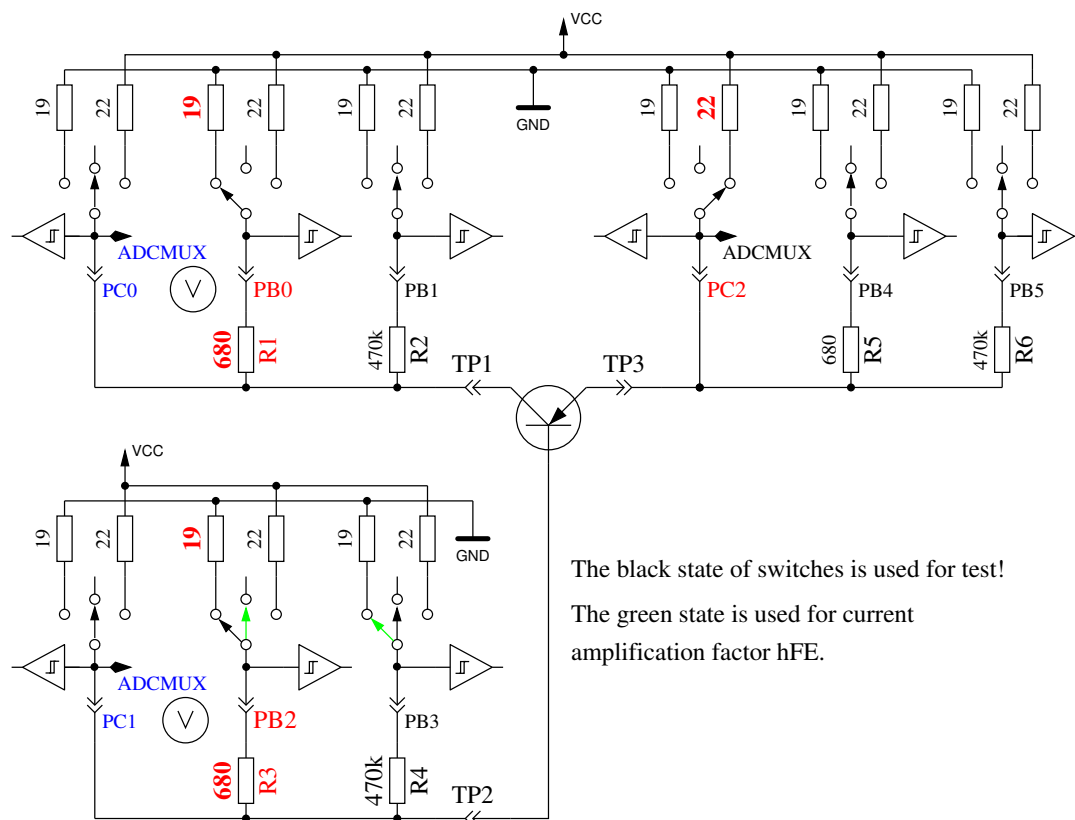 VCC
19
22
19
22
19
22
GND
19
22
19
22
19
22
ADCMUX
ADCMUX
PC0
V
PB0
PB1
PC2
PB4
PB5
680
R1
470k
R2
680
R5
470k
R6
TP1
TP3
VCC
19
22
19
22
19
22
GND
The black state of switches is used for test!
The green state is used for current
amplification factor hFE.
ADCMUX
PC1
V
PB2
PB3
680
R3
470k
R4
TP2